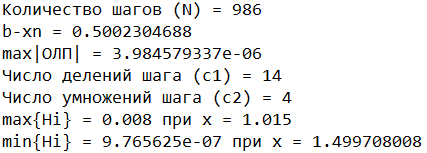 Количество шагов (N) = 986
b-xn = 0.5002304688
max|ОЛП| = 3.984579337e-06
Число делений шага (c1) = 14
Число умножений шага (c2) = 4
max{Hi} = 0.008 при x = 1.015
min{Hi} = 9.765625e-07 при x = 1.499708008